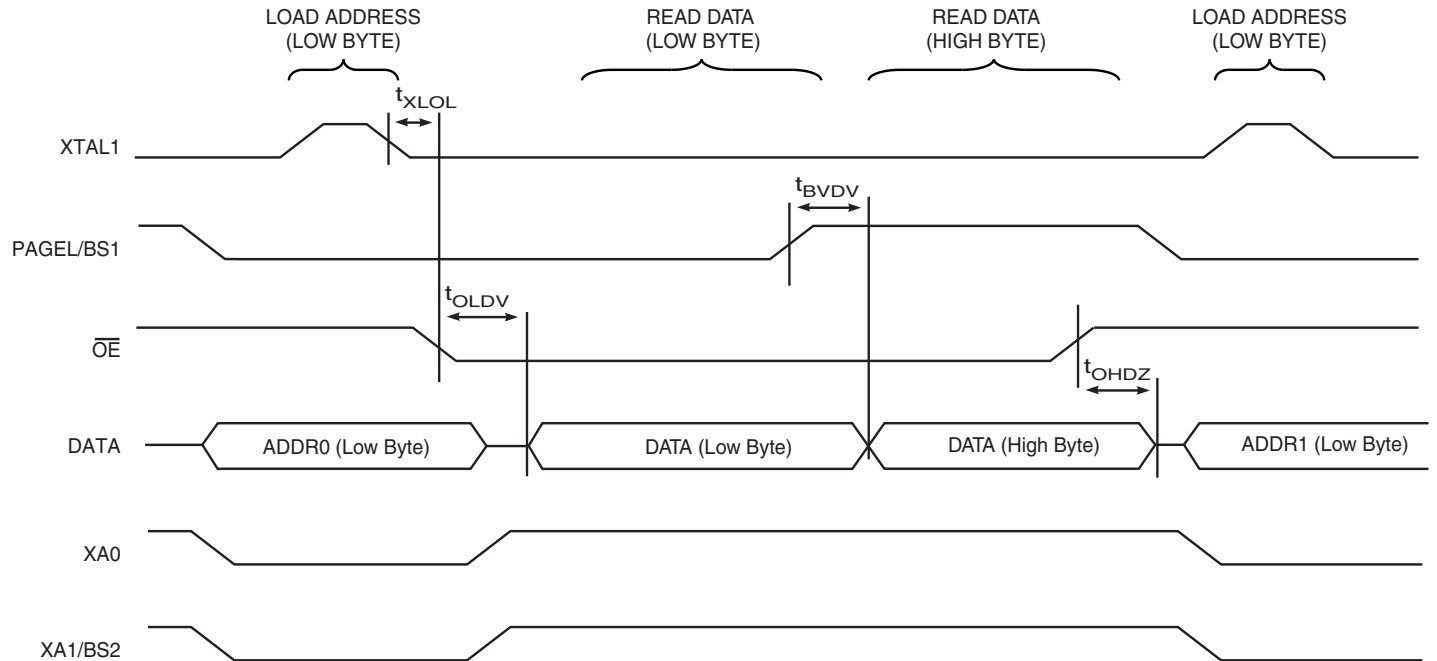 LOAD ADDRESS
(LOW BYTE)
READ DATA
(LOW BYTE)
READ DATA
(HIGH BYTE)
LOAD ADDRESS
(LOW BYTE)
tXLOL
XTAL1
tBVDV
PAGEL/BS1
tOLDV
OE
tOHDZ
DATA
ADDR0 (Low Byte)
DATA (Low Byte)
DATA (High Byte)
ADDR1 (Low Byte)
XA0
XA1/BS2